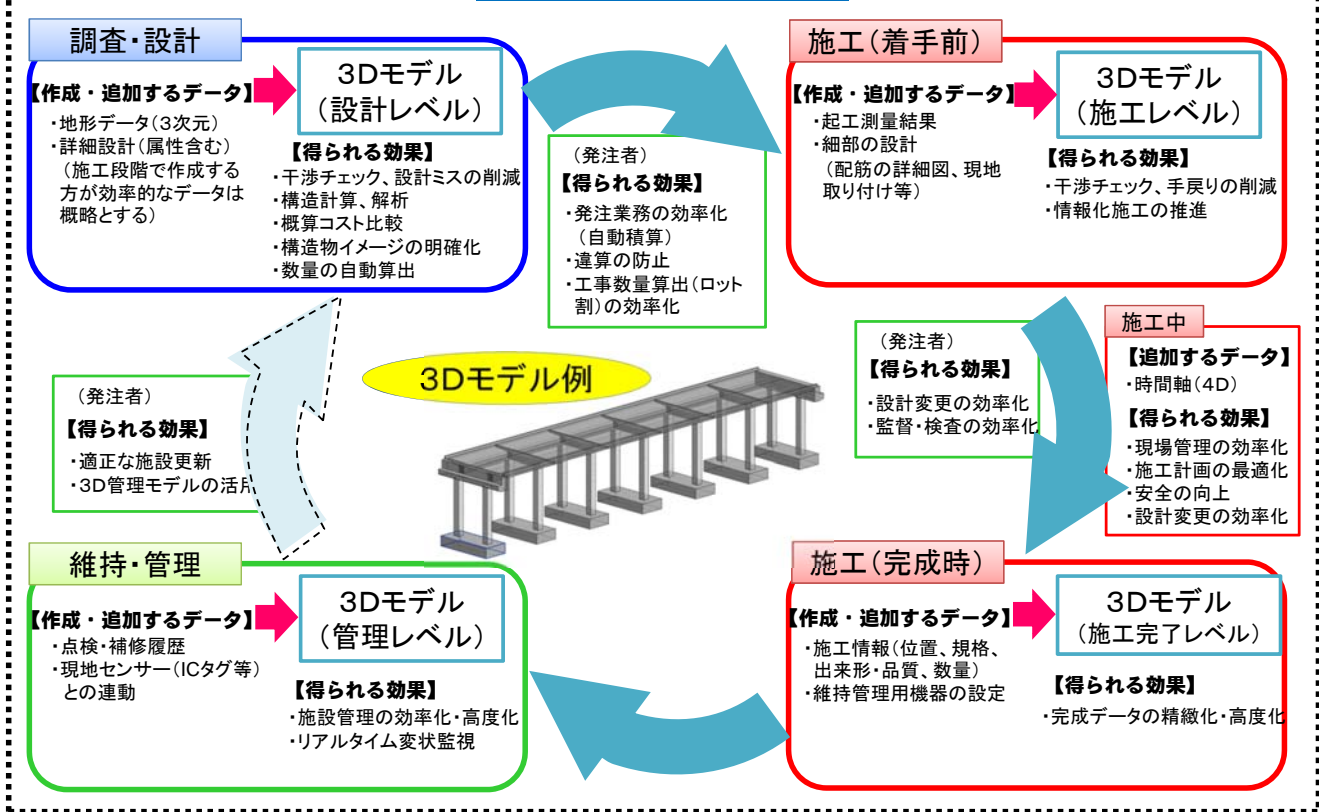 調査・設計
【作成・追加するデータ】
・地形データ(3次元)
・詳細設計(属性含む)
(施工段階で作成する
方が効率的なデータは
概略とする)
3Dモデル
(設計レベル)
【得られる効果】
・干渉チェック、設計ミスの削減
・構造計算、解析
・概算コスト比較
・構造物イメージの明確化
・数量の自動算出
(発注者)
【得られる効果】
・発注業務の効率化
(自動積算)
・違算の防止
・工事数量算出(ロット
割)の効率化
施工(着手前)
【作成・追加するデータ】
・起工測量結果
・細部の設計
(配筋の詳細図、現地
取り付け等)
3Dモデル
(施工レベル)
【得られる効果】
・干渉チェック、手戻りの削減
・情報化施工の推進
(発注者)
【得られる効果】
・設計変更の効率化
・監督・検査の効率化
施工中
【追加するデータ】
・時間軸(4D)
【得られる効果】
・現場管理の効率化
・施工計画の最適化
・安全の向上
・設計変更の効率化
3Dモデル例
(発注者)
【得られる効果】
・適正な施設更新
・3D管理モデルの活用
維持・管理
【作成・追加するデータ】
・点検・補修履歴
・現地センサー(ICタグ等)
との連動
3Dモデル
(管理レベル)
【得られる効果】
・施設管理の効率化・高度化
・リアルタイム変状監視
施工(完成時)
【作成・追加するデータ】
・施工情報(位置、規格、
出来形・品質、数量)
・維持管理用機器の設定
3Dモデル
(施工完了レベル)
【得られる効果】
・完成データの精緻化・高度化